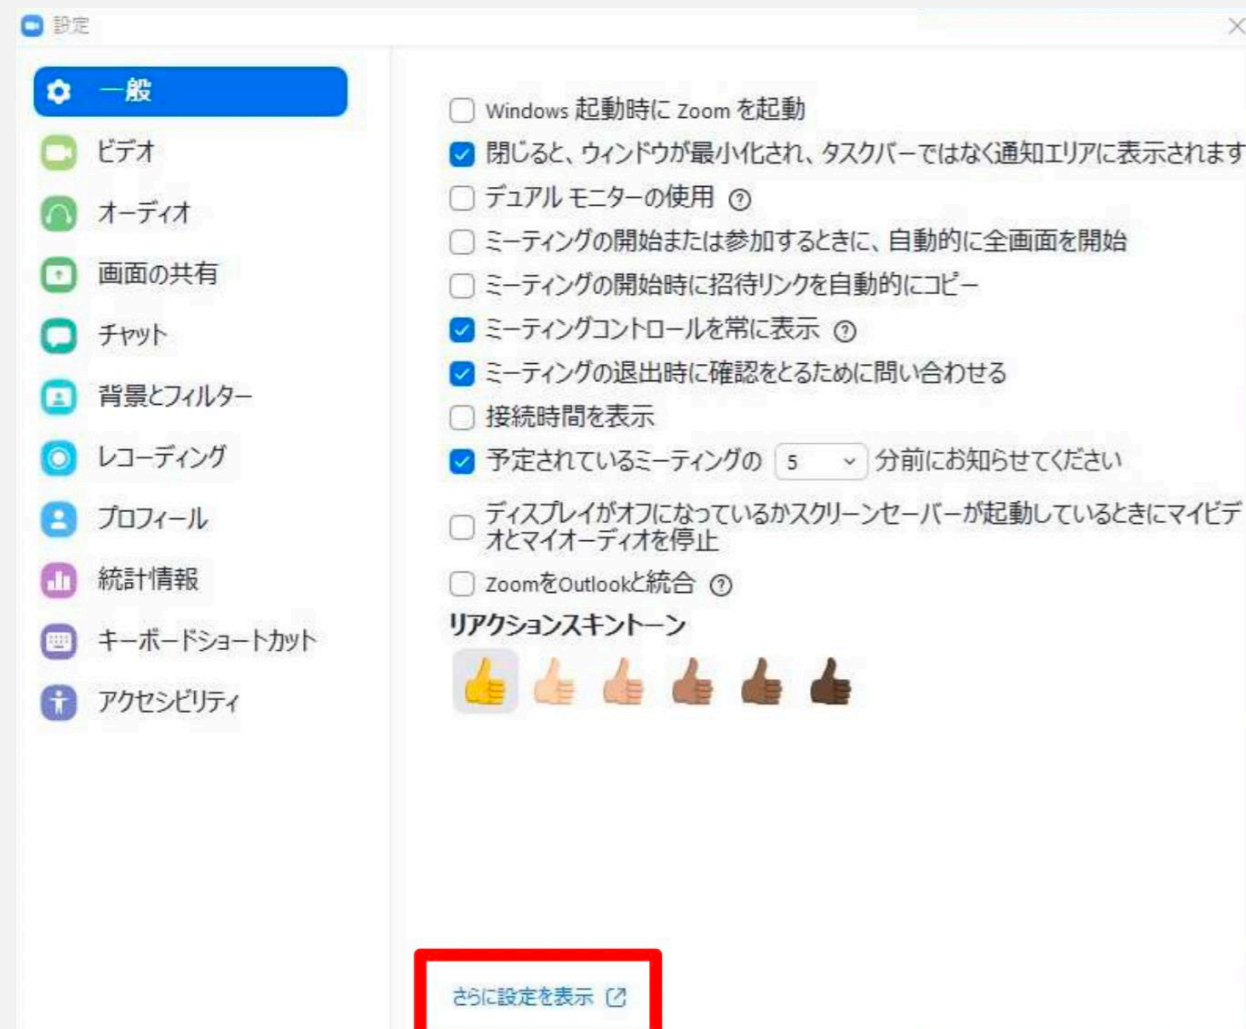 設定
一般
ビデオ
オーディオ
画面の共有
チャット
背景とフィルター
レコーディング
プロフィール
統計情報
キーボードショートカット
アクセシビリティ
Windows 起動時に Zoom を起動
閉じると、ウィンドウが最小化され、タスクバーではなく通知エリアに表示されます
デュアル モニターの使用
ミーティングの開始または参加するときに、自動的に全画面を開始
ミーティングの開始時に招待リンクを自動的にコピー
ミーティングコントロールを常に表示
ミーティングの退出時に確認をとるために問い合わせる
接続時間を表示
予定されているミーティングの 5 分前にお知らせてください
ディスプレイがオフになっているかスクリーンセーバーが起動しているときにマイビデ
オとマイオーディオを停止
ZoomをOutlookと統合
リアクションスキントーン
さらに設定を表示